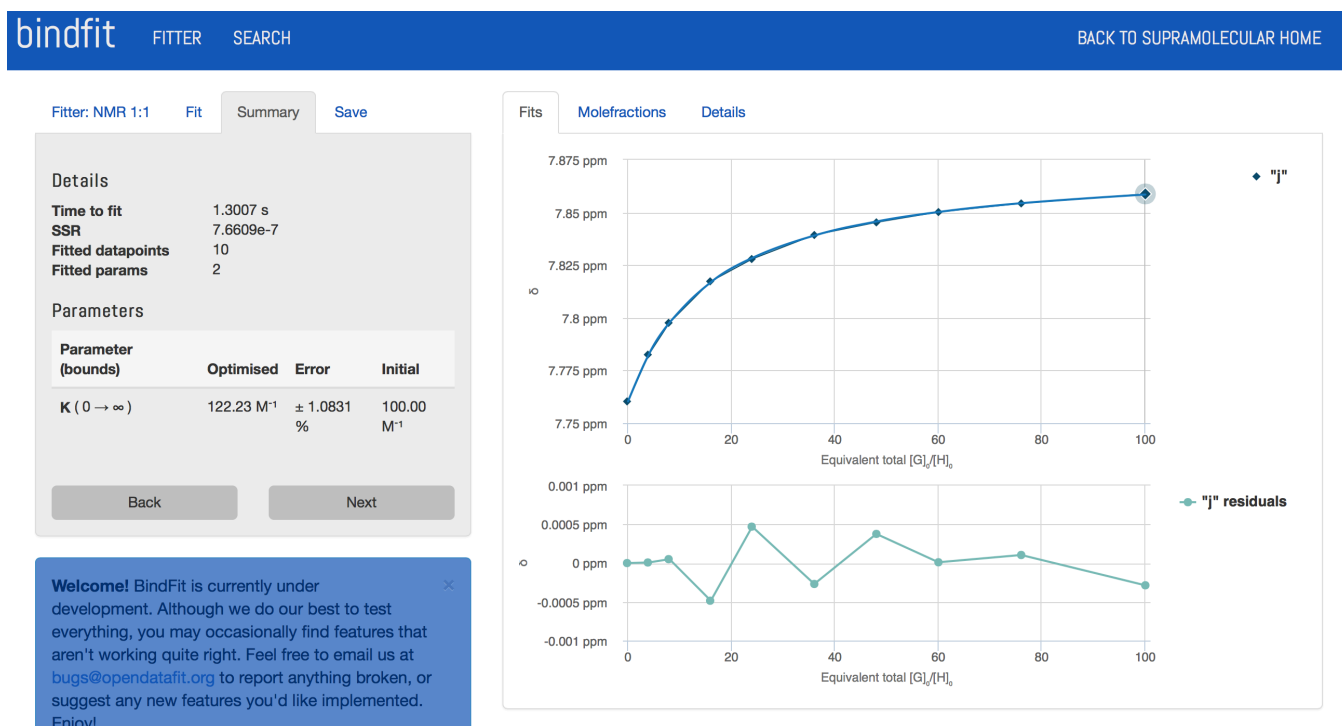 bindfit FITTER SEARCH BACK TO SUPRAMOLECULAR HOME
Fitter: NMR 1:1 Fit Summary Save
Details
Time to fit 1.3007 s
SSR 7.6609e-7
Fitted datapoints 10
Fitted params 2
Parameters
Parameter
(bounds) Optimised Error Initial
K ( 0 → ∞ ) 122.23 M⁻¹ ± 1.0831 100.00
% M⁻¹
Back Next
Welcome! BindFit is currently under ×
development. Although we do our best to test
everything, you may occasionally find features that
aren't working quite right. Feel free to email us at
bugs@opendatafit.org to report anything broken, or
suggest any new features you'd like implemented.
Enjoy!
Fits Molefractions Details
7.875 ppm
7.85 ppm
7.825 ppm
7.8 ppm
7.775 ppm
7.75 ppm
δ
0 20 40 60 80 100
Equivalent total [G]₀/[H]₀
"j"
0.001 ppm
0.0005 ppm
0 ppm
-0.0005 ppm
-0.001 ppm
δ
0 20 40 60 80 100
Equivalent total [G]₀/[H]₀
"j" residuals